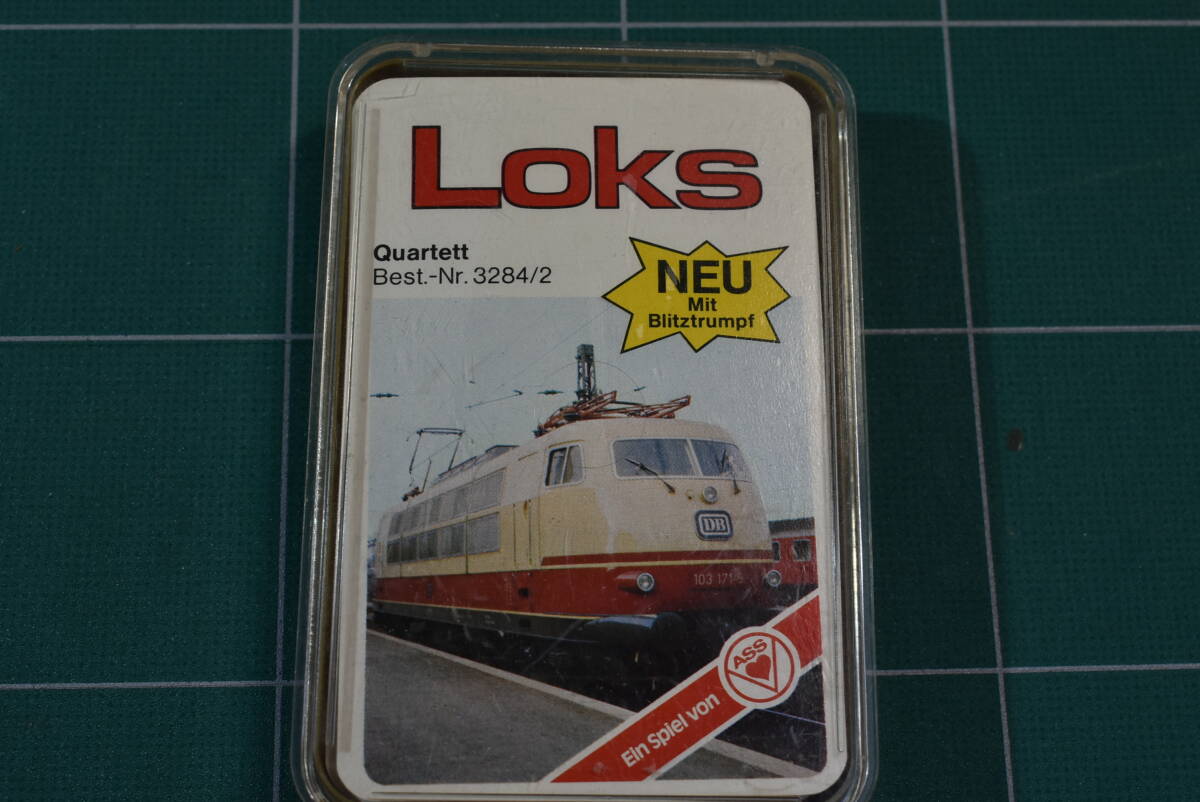 Loks
Quartett
Best.-Nr. 3284/2
NEU
Mit
Blitztrumpf
DB
103 171-5
ASS
Ein Spiel von